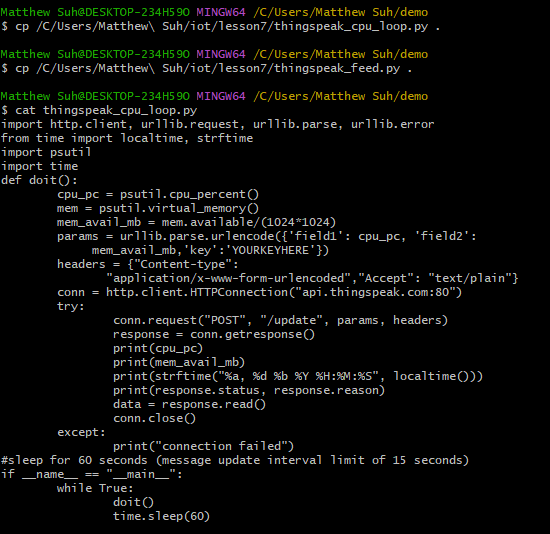 Matthew Suh@DESKTOP-234H590 MINGW64 /C/Users/Matthew Suh/demo
$ cp /C/Users/Matthew\ Suh/iot/lesson7/thingspeak_cpu_loop.py .

Matthew Suh@DESKTOP-234H590 MINGW64 /C/Users/Matthew Suh/demo
$ cp /C/Users/Matthew\ Suh/iot/lesson7/thingspeak_feed.py .

Matthew Suh@DESKTOP-234H590 MINGW64 /C/Users/Matthew Suh/demo
$ cat thingspeak_cpu_loop.py
import http.client, urllib.request, urllib.parse, urllib.error
from time import localtime, strftime
import psutil
import time
def doit():
        cpu_pc = psutil.cpu_percent()
        mem = psutil.virtual_memory()
        mem_avail_mb = mem.available/(1024*1024)
        params = urllib.parse.urlencode({'field1': cpu_pc, 'field2':
             mem_avail_mb,'key':'YOURKEYHERE'})
        headers = {"Content-type":
               "application/x-www-form-urlencoded","Accept": "text/plain"}
        conn = http.client.HTTPConnection("api.thingspeak.com:80")
        try:
                conn.request("POST", "/update", params, headers)
                response = conn.getresponse()
                print(cpu_pc)
                print(mem_avail_mb)
                print(strftime("%a, %d %b %Y %H:%M:%S", localtime()))
                print(response.status, response.reason)
                data = response.read()
                conn.close()
        except:
                print("connection failed")
#sleep for 60 seconds (message update interval limit of 15 seconds)
if __name__ == "__main__":
        while True:
                doit()
                time.sleep(60)